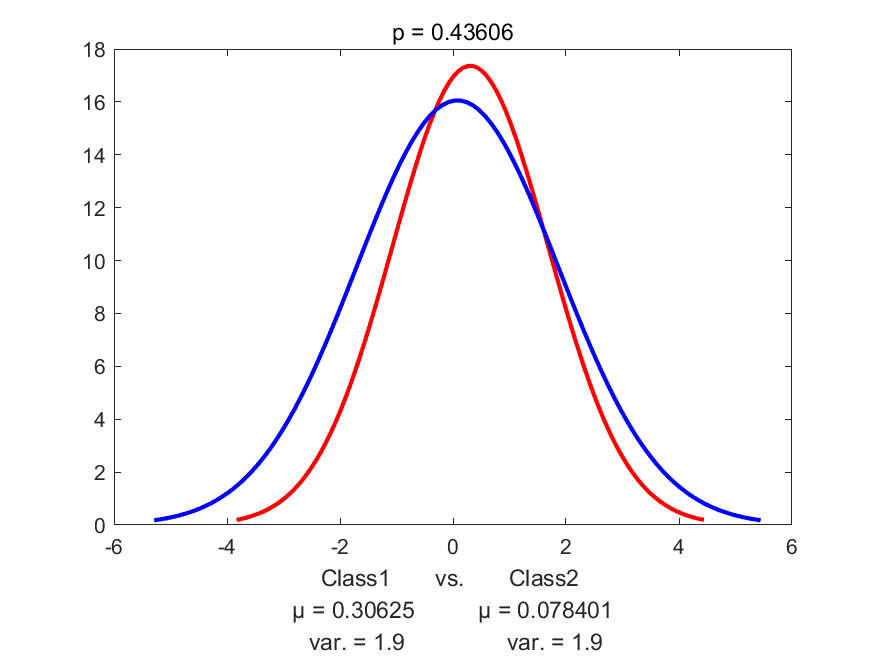 p = 0.43606
18
16
14
12
10
8
6
4
2
0
-6 -4 -2 0 2 4 6
Class1 vs. Class2
μ = 0.30625 μ = 0.078401
var. = 1.9 var. = 1.9